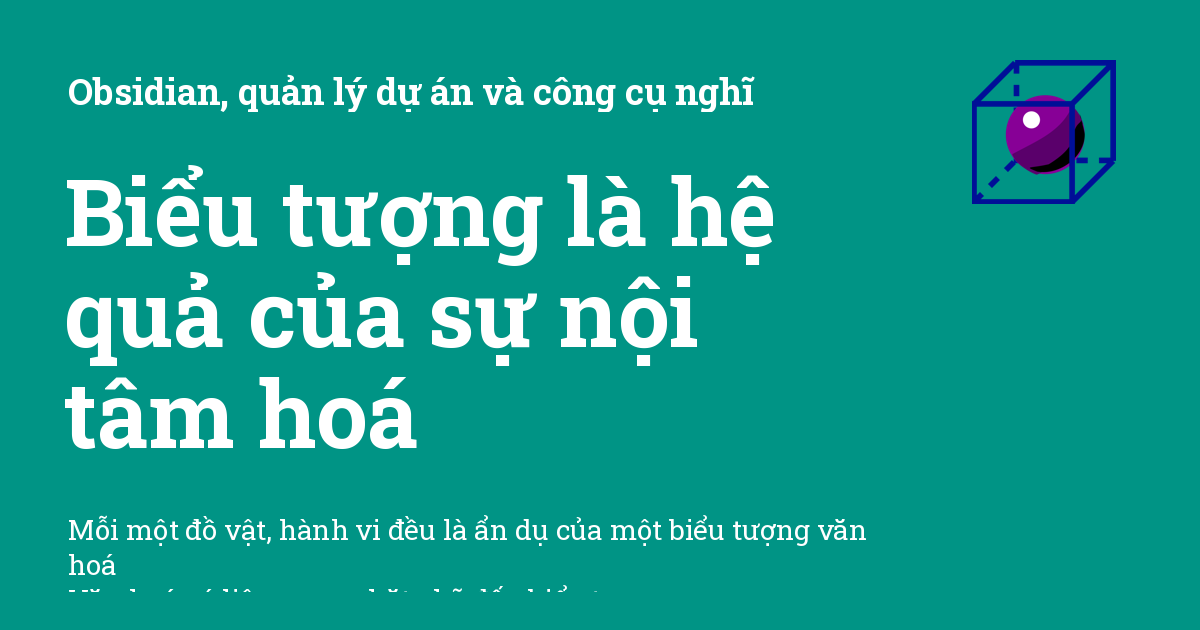 Obsidian, quản lý dự án và công cụ nghĩ
Biểu tượng là hệ
quả của sự nội
tâm hoá
Mỗi một đồ vật, hành vi đều là ẩn dụ của một biểu tượng văn
hoá